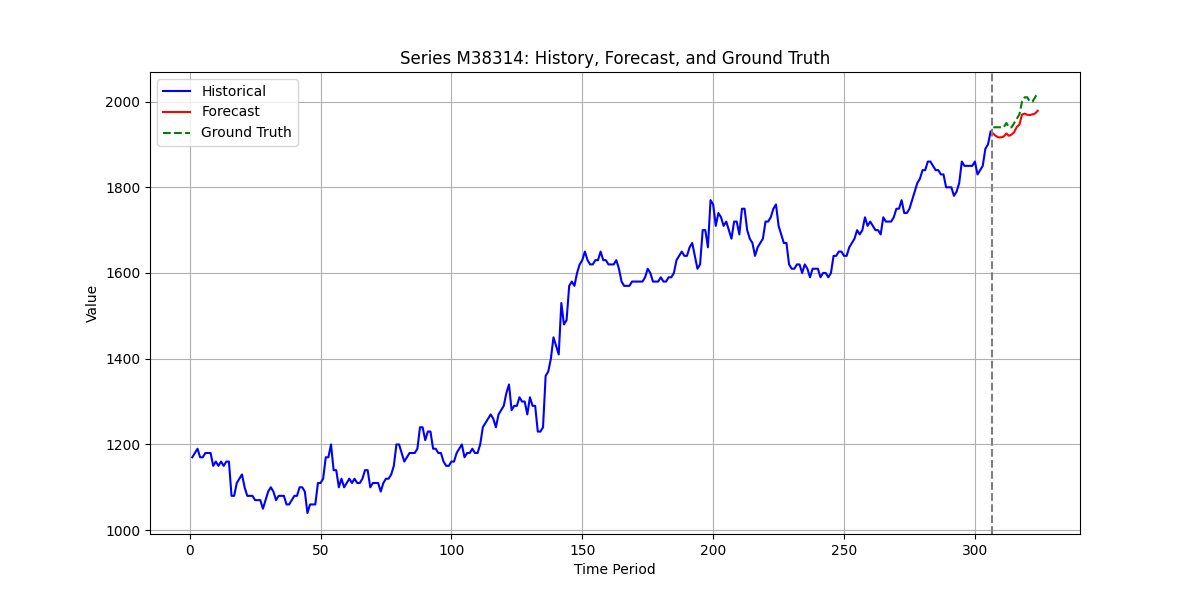 Series M38314: History, Forecast, and Ground Truth
Historical
Forecast
Ground Truth
2000
1800
1600
1400
1200
1000
Value
0 50 100 150 200 250 300
Time Period